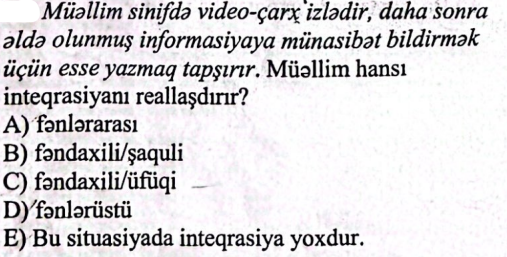 Müəllim sinifdə video-çarx izlədir, daha sonra
əldə olunmuş informasiyaya münasibət bildirmək
üçün esse yazmaq tapşırır. Müəllim hansı
inteqrasiyanı reallaşdırır?
A) fənlərarası
B) fəndaxili/şaquli
C) fəndaxili/üfüqi
D) fənlərüstü
E) Bu situasiyada inteqrasiya yoxdur.